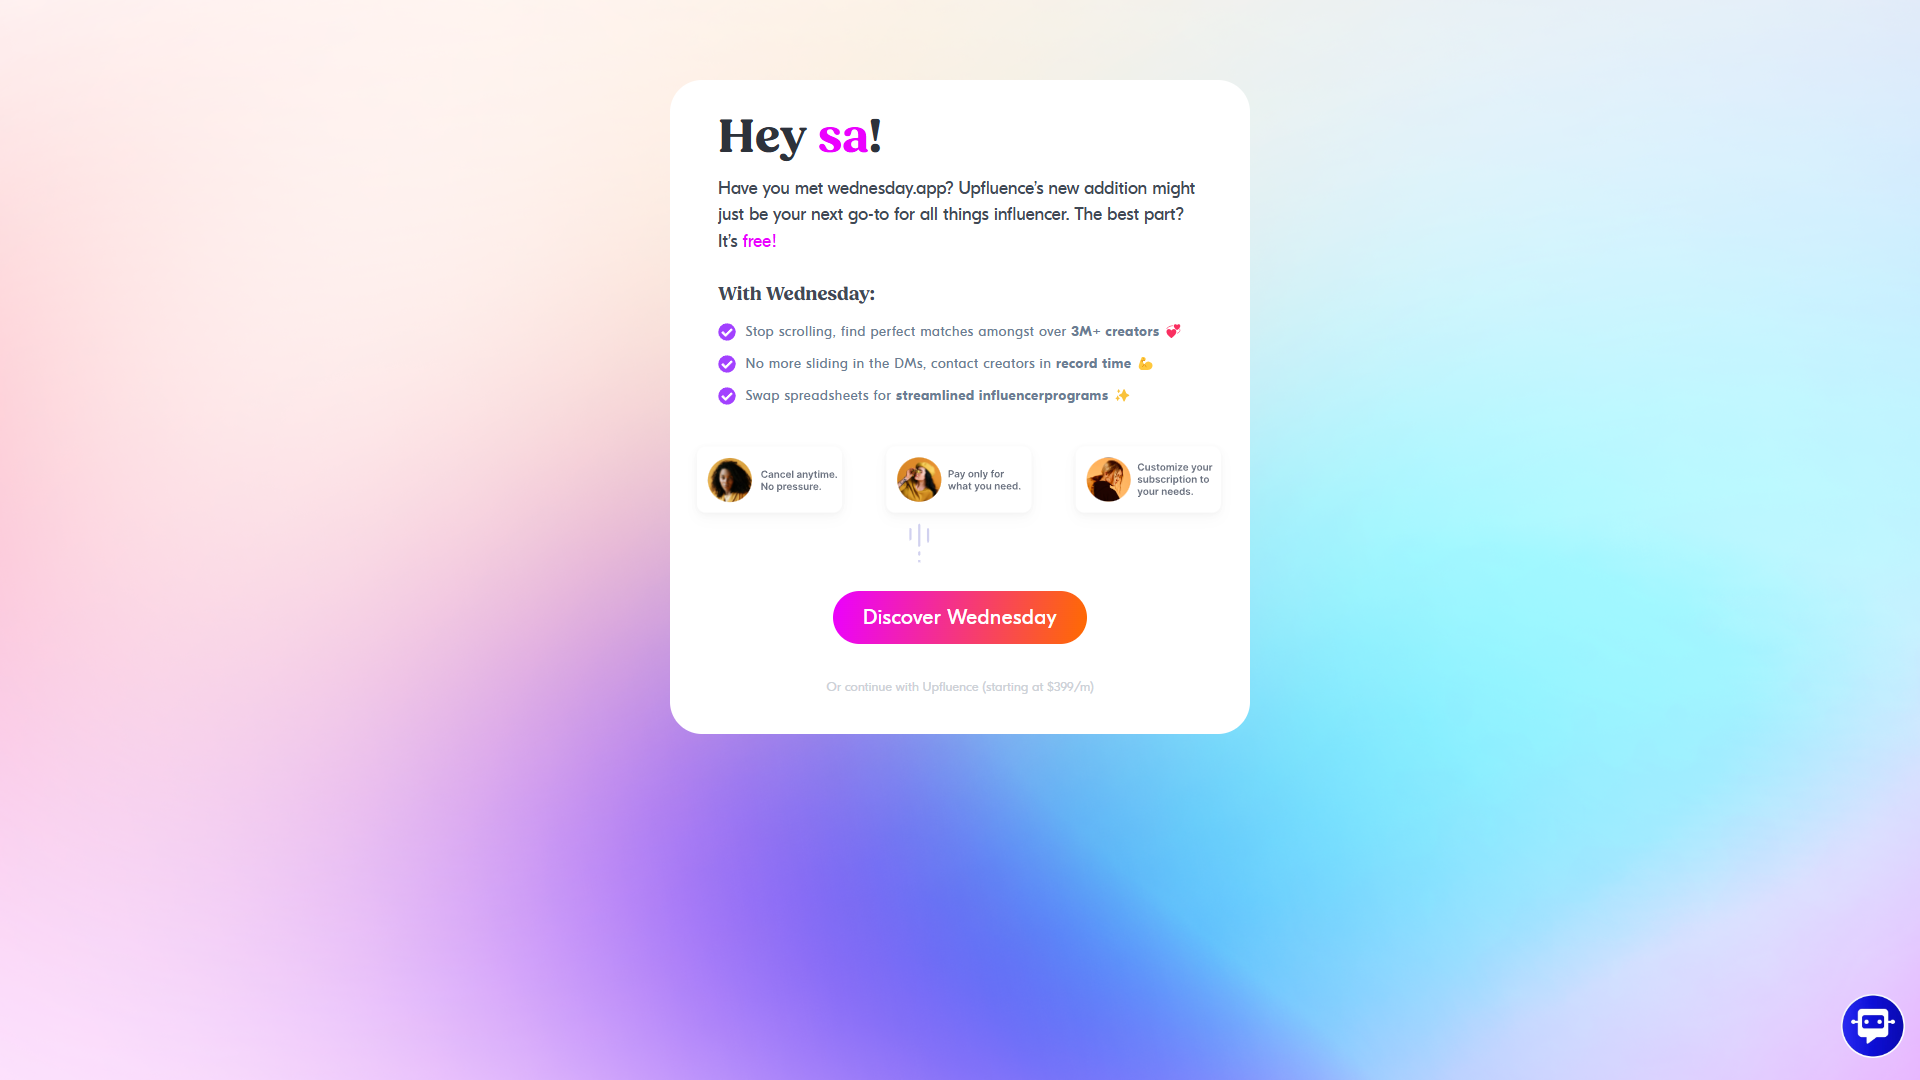 Hey sa!
Have you met wednesday.app? Upfluence’s new addition might
just be your next go-to for all things influencer. The best part?
It’s free!
With Wednesday:
Stop scrolling, find perfect matches amongst over 3M+ creators 💞
No more sliding in the DMs, contact creators in record time 💪
Swap spreadsheets for streamlined influencerprograms ✨
Cancel anytime.
No pressure.
Pay only for
what you need.
Customize your
subscription to
your needs.
Discover Wednesday
Or continue with Upfluence (starting at $399/m)